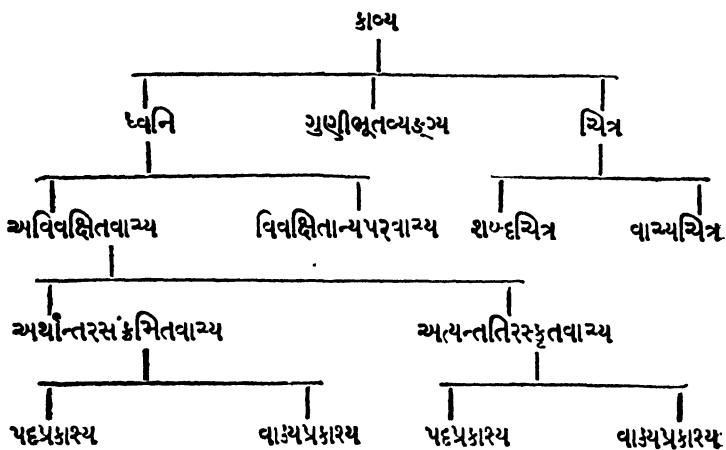 કાવ્ય
ધ્વનિ ગુણીભૂતવ્યઙ્ગ્ય ચિત્ર
અવિવક્ષિતવાચ્ય વિવક્ષિતાન્યપરવાચ્ય શબ્દચિત્ર વાચ્યચિત્ર
અર્થાંન્તરસંક્રમિતવાચ્ય અત્યન્તતિરસ્કૃતવાચ્ય
પદપ્રકાસ્ય વાક્યપ્રકાશ્ય પદપ્રકાસ્ય વાક્યપ્રકાશ્ય